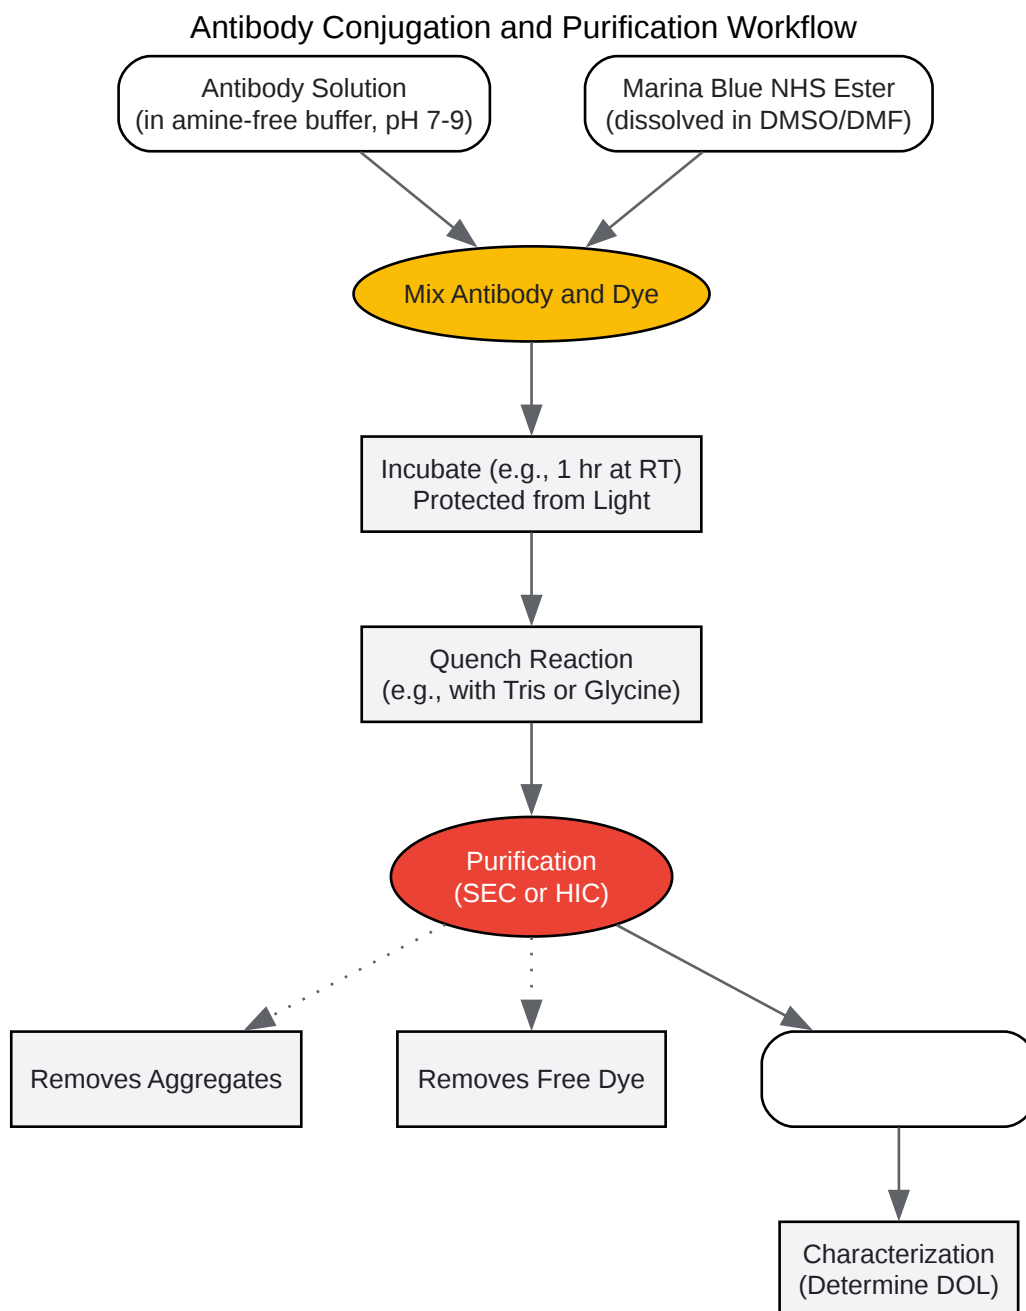 Antibody Conjugation and Purification Workflow
Antibody Solution
(in amine-free buffer, pH 7-9)
Marina Blue NHS Ester
(dissolved in DMSO/DMF)
Mix Antibody and Dye
Incubate (e.g., 1 hr at RT)
Protected from Light
Quench Reaction
(e.g., with Tris or Glycine)
Purification
(SEC or HIC)
Removes Aggregates
Removes Free Dye
Characterization
(Determine DOL)